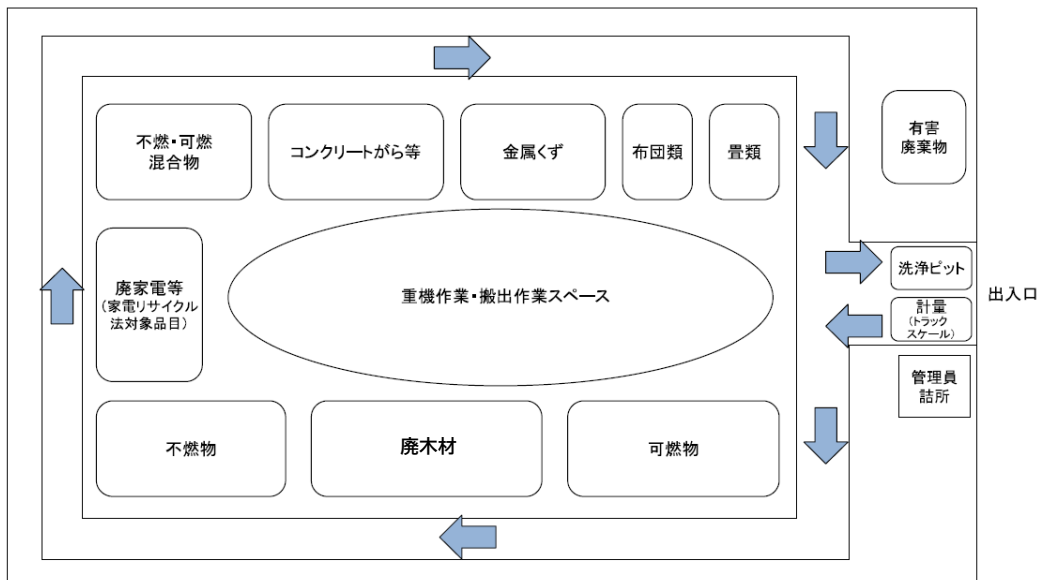 不燃・可燃
混合物
コンクリートがら等
金属くず
布団類
畳類
有害
廃棄物
廃家電等
(家電リサイクル
法対象品目)
重機作業・搬出作業スペース
洗浄ピット
計量
(トラック
スケール)
出入口
管理員
詰所
不燃物
廃木材
可燃物